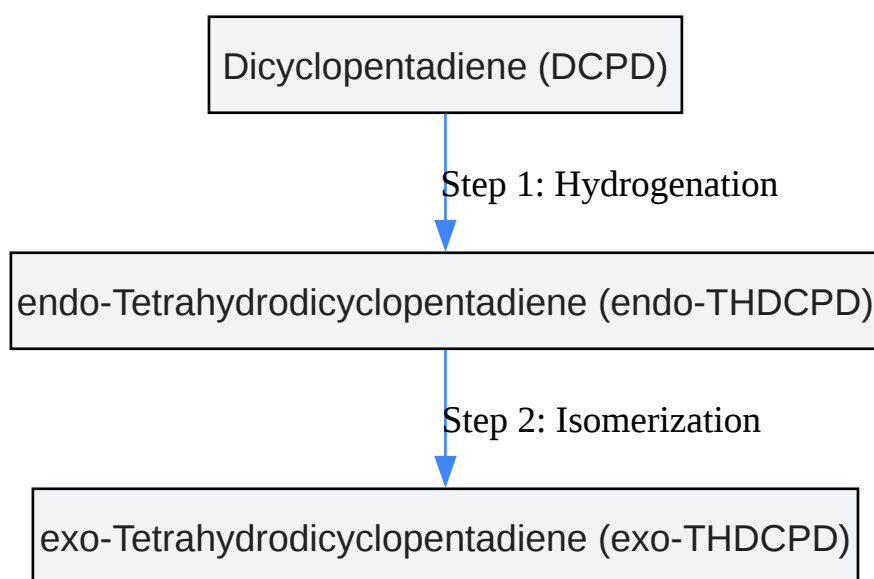 Dicyclopentadiene (DCPD)
Step 1: Hydrogenation
endo-Tetrahydrodicyclopentadiene (endo-THDCPD)
Step 2: Isomerization
exo-Tetrahydrodicyclopentadiene (exo-THDCPD)